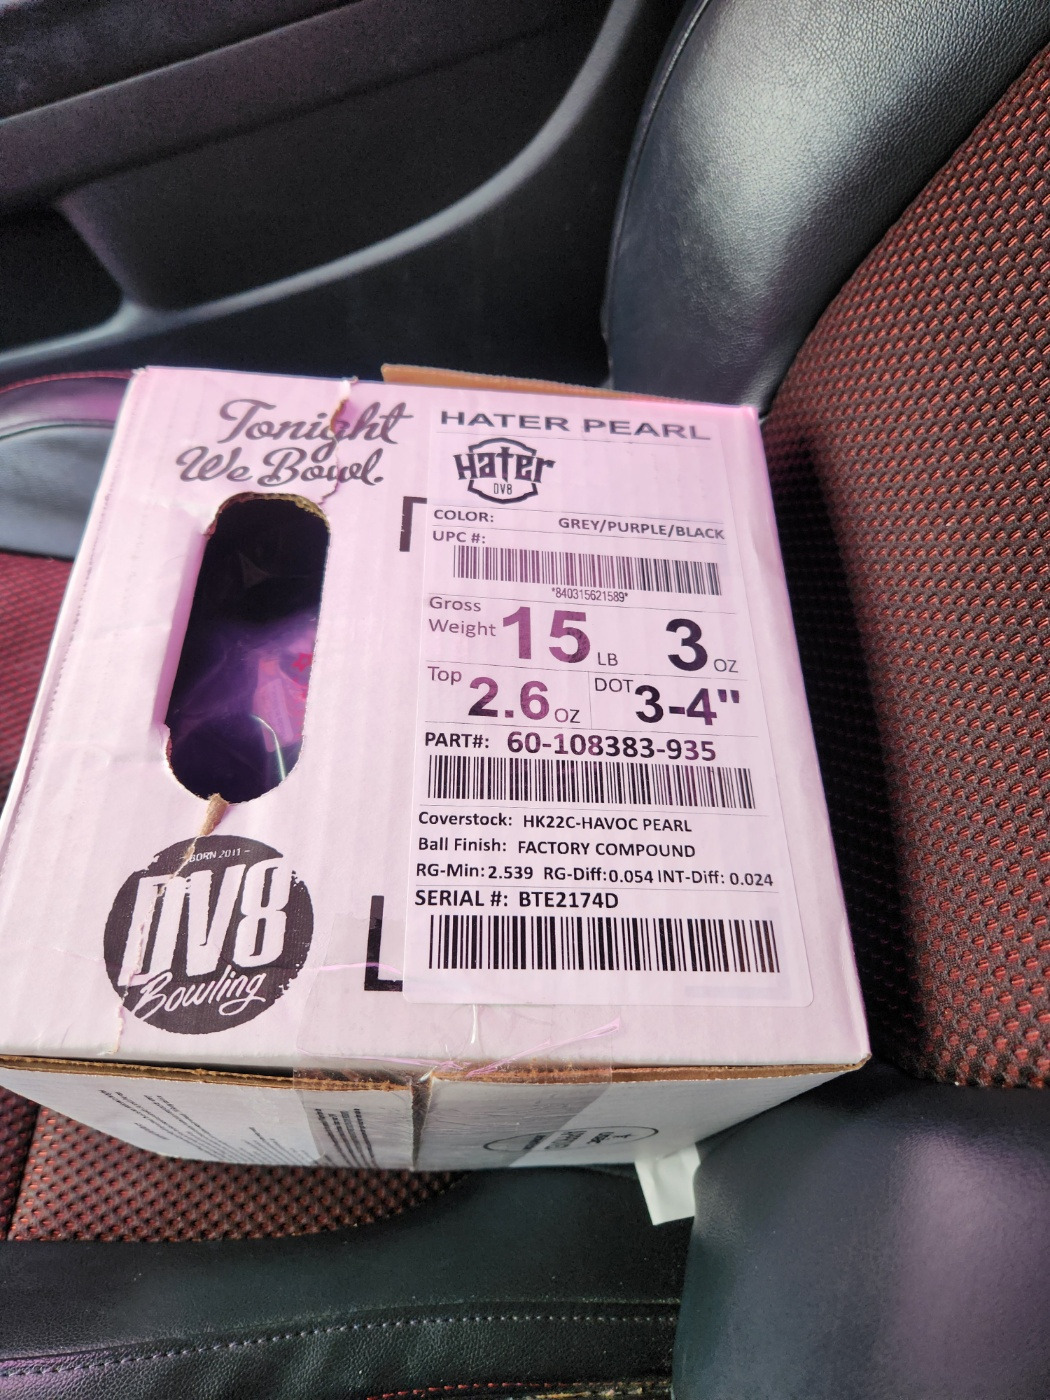 Tonight
We Bowl.
BORN 2011 –
DV8
Bowling
HATER PEARL
Hater
DV8
COLOR: GREY/PURPLE/BLACK
UPC #:
*840315621589*
Gross
Weight 15 LB 3 OZ
Top 2.6 OZ DOT 3-4"
PART#: 60-108383-935
Coverstock: HK22C-HAVOC PEARL
Ball Finish: FACTORY COMPOUND
RG-Min: 2.539 RG-Diff: 0.054 INT-Diff: 0.024
SERIAL #: BTE2174D